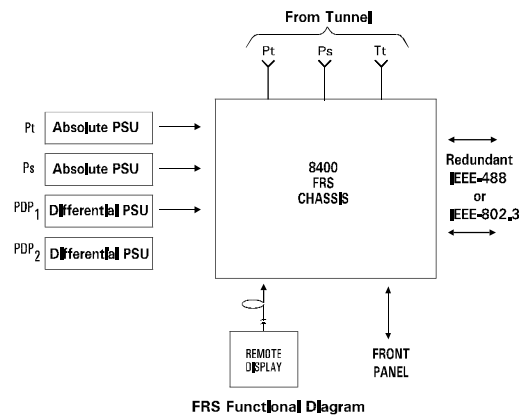 From Tunnel
Pt Ps Tt
Pt Absolute PSU
Ps Absolute PSU
PDP1 Differential PSU
PDP2 Differential PSU
8400
FRS
CHASSIS
Redundant
IEEE-488
or
IEEE-802.3
REMOTE
DISPLAY
FRONT
PANEL
FRS Functional Diagram